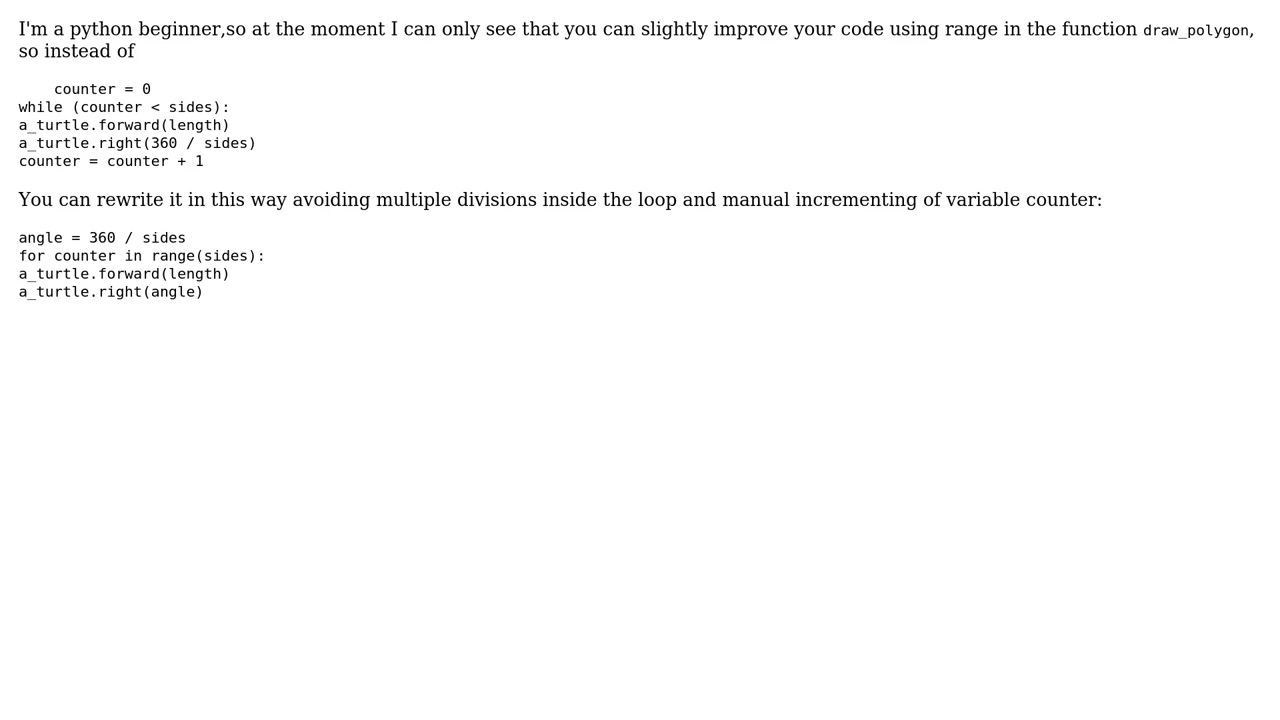 I'm a python beginner,so at the moment I can only see that you can slightly improve your code using range in the function draw_polygon,
so instead of
    counter = 0
while (counter < sides):
a_turtle.forward(length)
a_turtle.right(360 / sides)
counter = counter + 1
You can rewrite it in this way avoiding multiple divisions inside the loop and manual incrementing of variable counter:
angle = 360 / sides
for counter in range(sides):
a_turtle.forward(length)
a_turtle.right(angle)